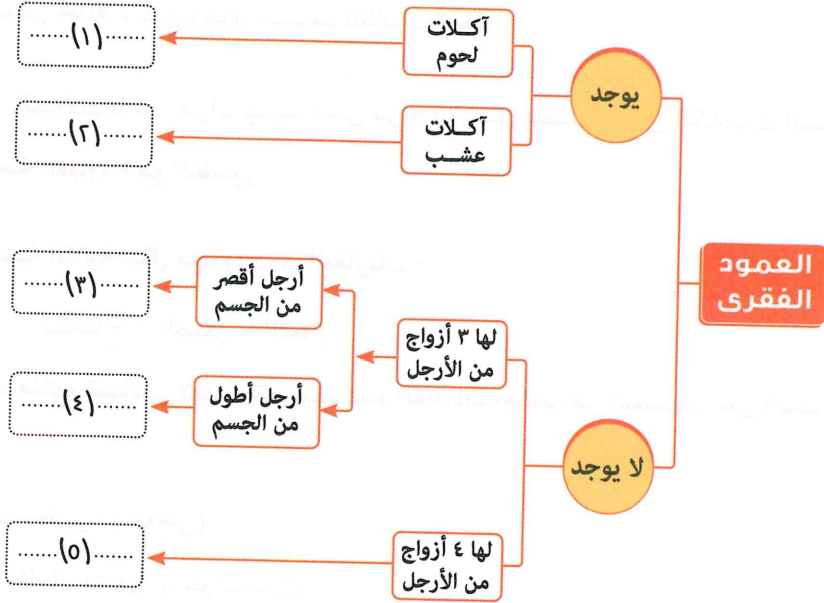 العمود
الفقرى
يوجد
آكلات
لحوم
......(١)......
آكلات
عشب
......(٢)......
لا يوجد
لها ٣ أزواج
من الأرجل
أرجل أقصر
من الجسم
......(٣)......
أرجل أطول
من الجسم
......(٤)......
لها ٤ أزواج
من الأرجل
......(٥)......